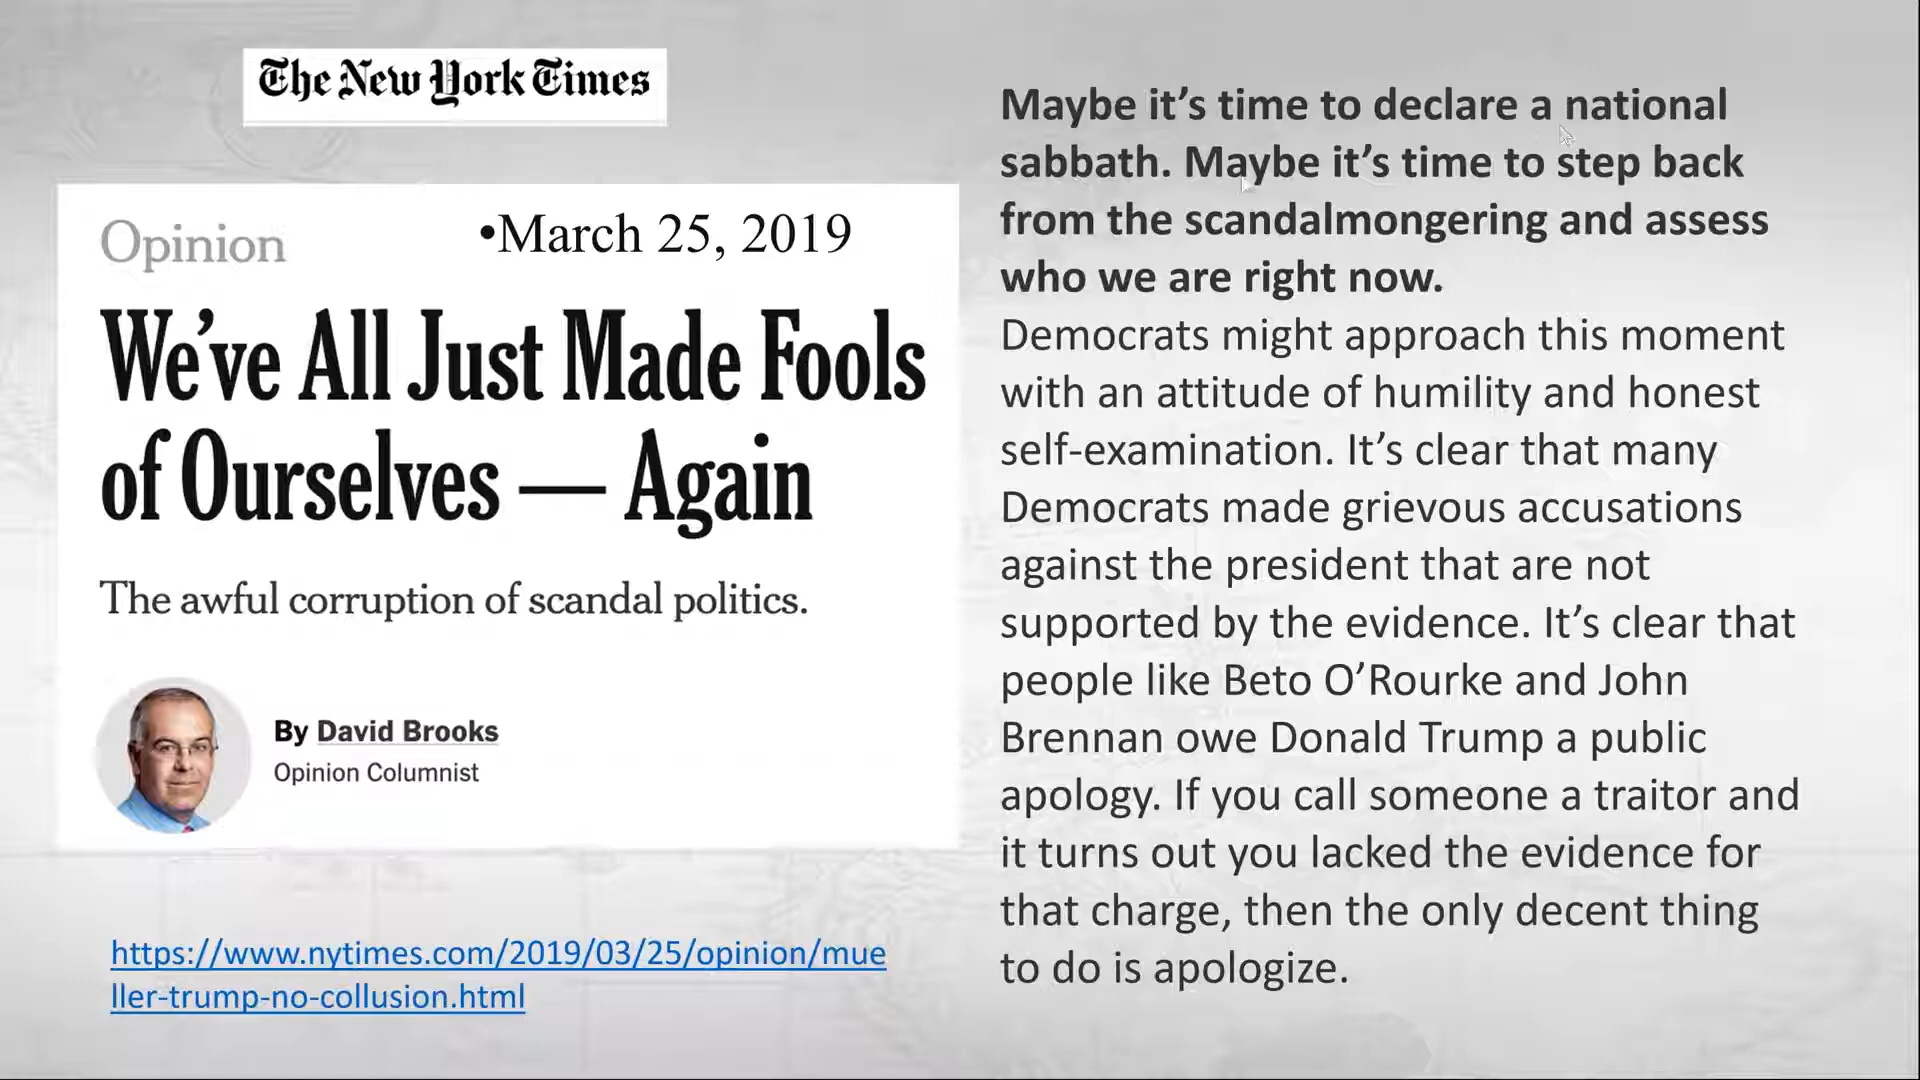 The New York Times
Opinion
•March 25, 2019
We've All Just Made Fools
of Ourselves — Again
The awful corruption of scandal politics.
By David Brooks
Opinion Columnist
https://www.nytimes.com/2019/03/25/opinion/mue
ller-trump-no-collusion.html
Maybe it's time to declare a national
sabbath. Maybe it's time to step back
from the scandalmongering and assess
who we are right now.
Democrats might approach this moment
with an attitude of humility and honest
self-examination. It's clear that many
Democrats made grievous accusations
against the president that are not
supported by the evidence. It's clear that
people like Beto O'Rourke and John
Brennan owe Donald Trump a public
apology. If you call someone a traitor and
it turns out you lacked the evidence for
that charge, then the only decent thing
to do is apologize.